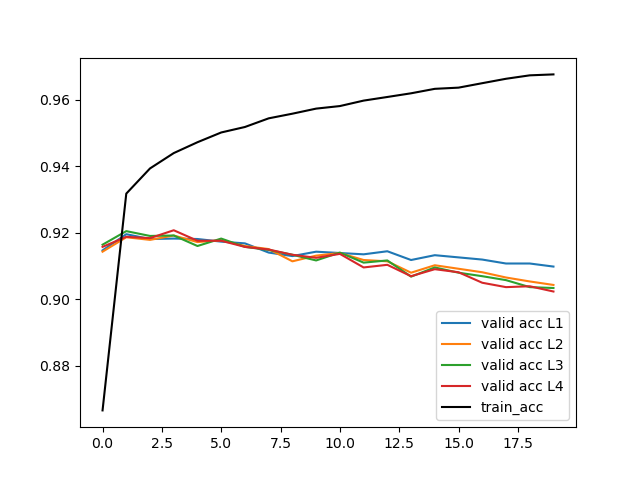 0.96
0.94
0.92
0.90
0.88
valid acc L1
valid acc L2
valid acc L3
valid acc L4
train_acc
0.0 2.5 5.0 7.5 10.0 12.5 15.0 17.5